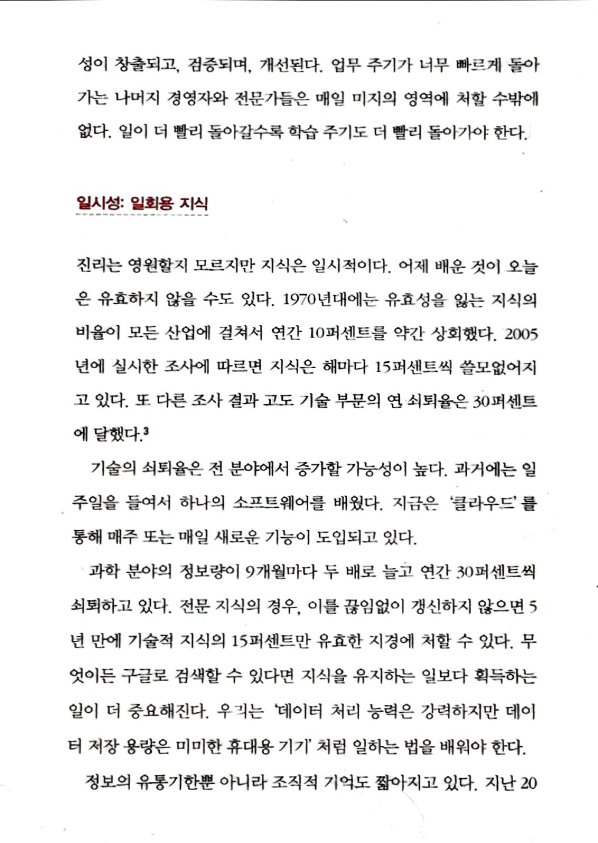 성이 창출되고, 검증되며, 개선된다. 업무 주기가 너무 빠르게 돌아
가는 나머지 경영자와 전문가들은 매일 미지의 영역에 처할 수밖에
없다. 일이 더 빨리 돌아갈수록 학습 주기도 더 빨리 돌아가야 한다.
일시성: 일회용 지식
진리는 영원할지 모르지만 지식은 일시적이다. 어제 배운 것이 오늘
은 유효하지 않을 수도 있다. 1970년대에는 유효성을 잃는 지식의
비율이 모든 산업에 걸쳐서 연간 10퍼센트를 약간 상회했다. 2005
년에 실시한 조사에 따르면 지식은 해마다 15퍼센트씩 쓸모없어지
고 있다. 또 다른 조사 결과 고도 기술 부문의 연 쇠퇴율은 30퍼센트
에 달했다.³
기술의 쇠퇴율은 전 분야에서 증가할 가능성이 높다. 과거에는 일
주일을 들여서 하나의 소프트웨어를 배웠다. 지금은 '클라우드'를
통해 매주 또는 매일 새로운 기능이 도입되고 있다.
과학 분야의 정보량이 9개월마다 두 배로 늘고 연간 30퍼센트씩
쇠퇴하고 있다. 전문 지식의 경우, 이를 끊임없이 갱신하지 않으면 5
년 만에 기술적 지식의 15퍼센트만 유효한 지경에 처할 수 있다. 무
엇이든 구글로 검색할 수 있다면 지식을 유지하는 일보다 획득하는
일이 더 중요해진다. 우리는 '데이터 처리 능력은 강력하지만 데이
터 저장 용량은 미미한 휴대용 기기'처럼 일하는 법을 배워야 한다.
정보의 유통기한뿐 아니라 조직적 기억도 짧아지고 있다. 지난 20